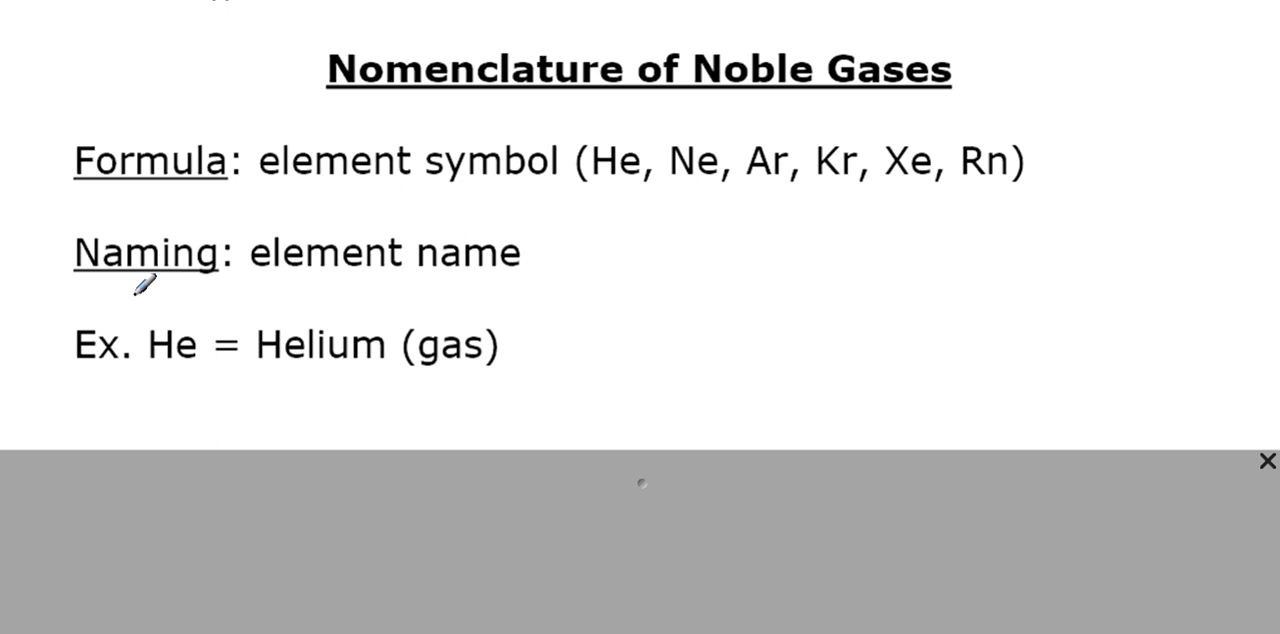 Nomenclature of Noble Gases
Formula: element symbol (He, Ne, Ar, Kr, Xe, Rn)
Naming: element name
Ex. He = Helium (gas)